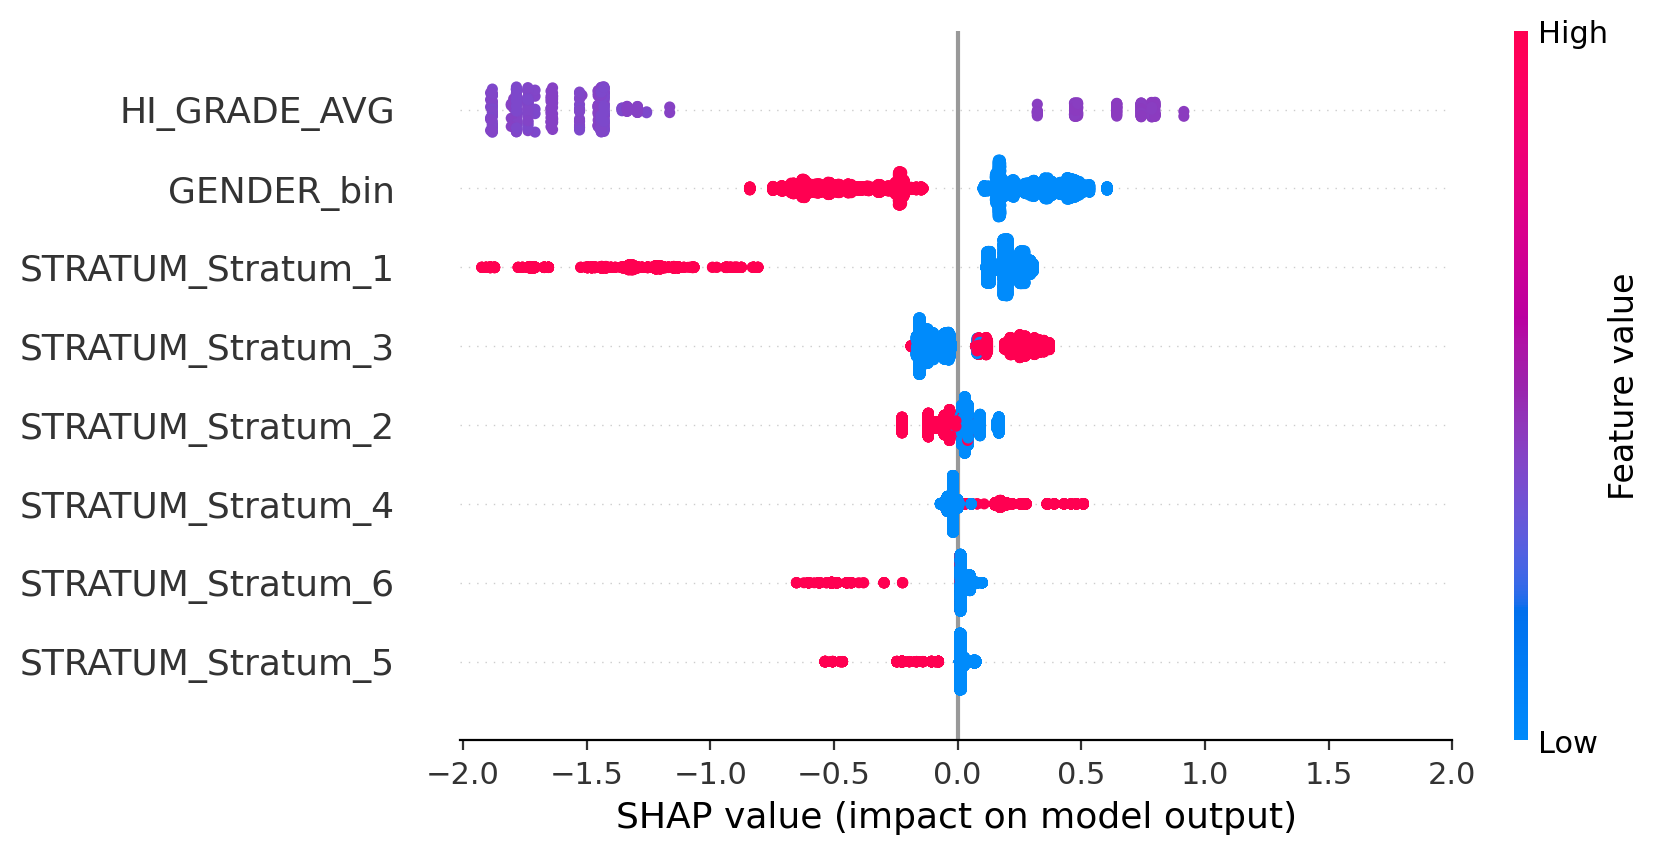 High
HI_GRADE_AVG
GENDER_bin
STRATUM_Stratum_1
STRATUM_Stratum_3
STRATUM_Stratum_2
STRATUM_Stratum_4
STRATUM_Stratum_6
STRATUM_Stratum_5
Feature value
Low
−2.0 −1.5 −1.0 −0.5 0.0 0.5 1.0 1.5 2.0
SHAP value (impact on model output)